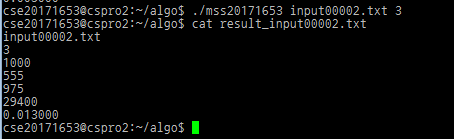 cse20171653@cspro2:~/algo$ ./mss20171653 input00002.txt 3
cse20171653@cspro2:~/algo$ cat result_input00002.txt
input00002.txt
3
1000
555
975
29400
0.013000
cse20171653@cspro2:~/algo$